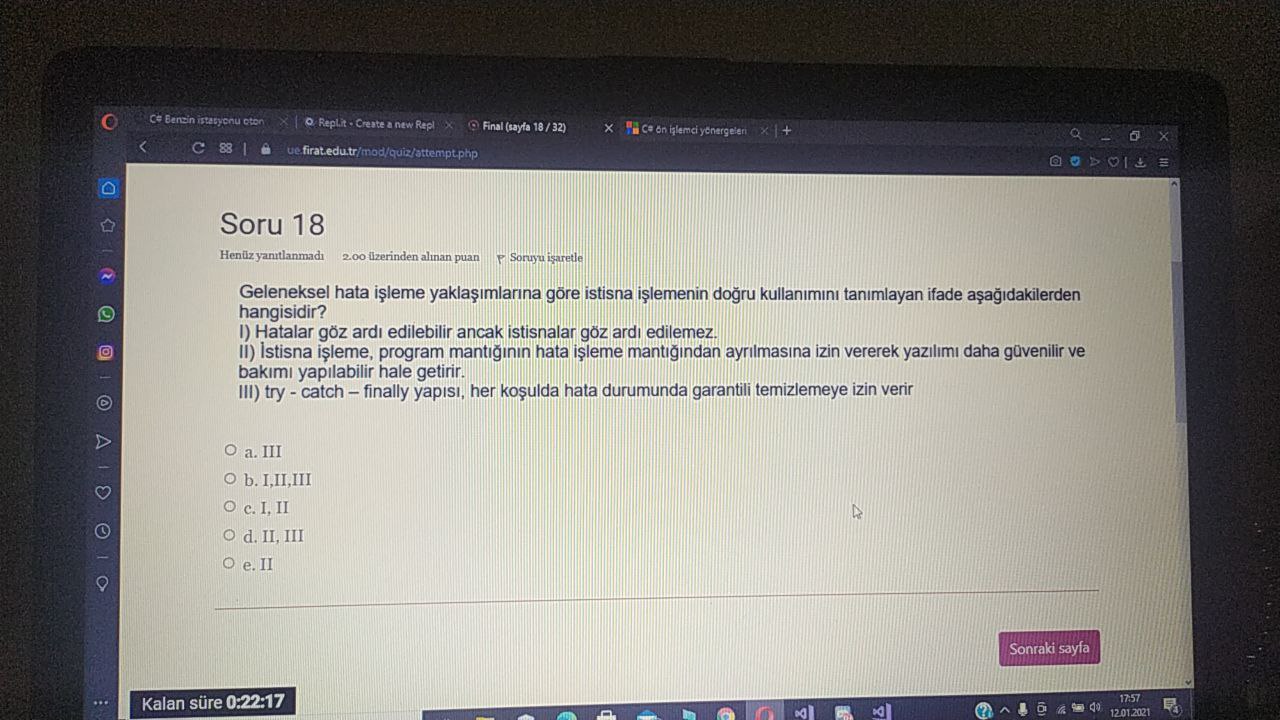 C# Benzin istasyonu oton
Repl.it - Create a new Repl
Final (sayfa 18 / 32)
C# ön işlemci yönergeleri
ue.firat.edu.tr/mod/quiz/attempt.php
Soru 18
Henüz yanıtlanmadı 2.00 üzerinden alınan puan Soruyu işaretle
Geleneksel hata işleme yaklaşımlarına göre istisna işlemenin doğru kullanımını tanımlayan ifade aşağıdakilerden
hangisidir?
I) Hatalar göz ardı edilebilir ancak istisnalar göz ardı edilemez.
II) İstisna işleme, program mantığının hata işleme mantığından ayrılmasına izin vererek yazılımı daha güvenilir ve
bakımı yapılabilir hale getirir.
III) try - catch – finally yapısı, her koşulda hata durumunda garantili temizlemeye izin verir
a. III
b. I,II,III
c. I, II
d. II, III
e. II
Sonraki sayfa
Kalan süre 0:22:17
17:57
12.01.2021
4